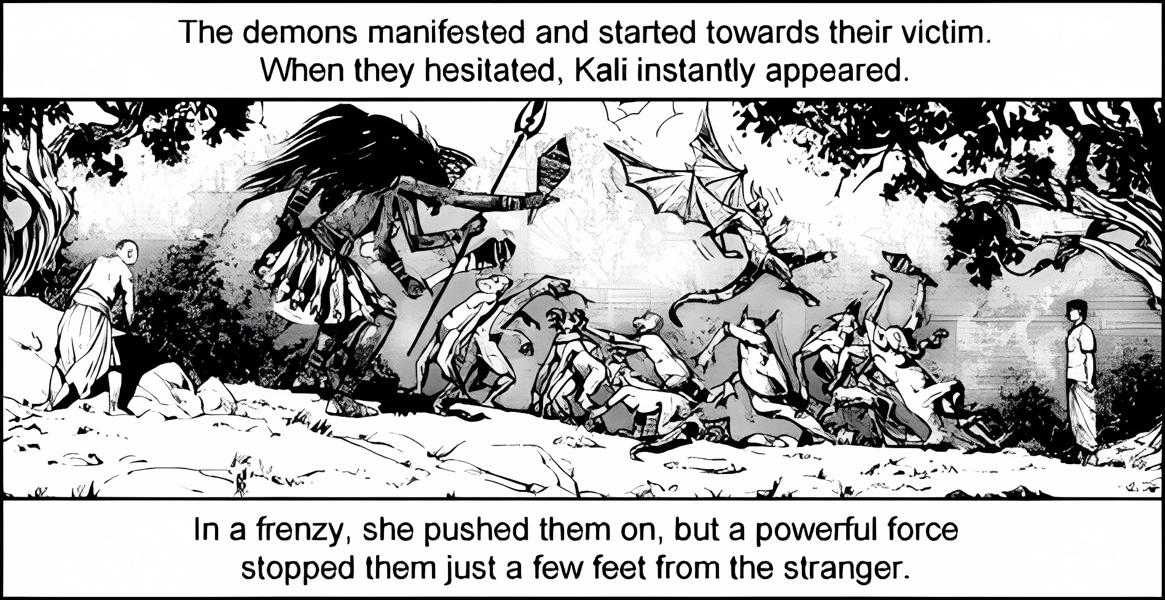 The demons manifested and started towards their victim.
When they hesitated, Kali instantly appeared.
In a frenzy, she pushed them on, but a powerful force
stopped them just a few feet from the stranger.